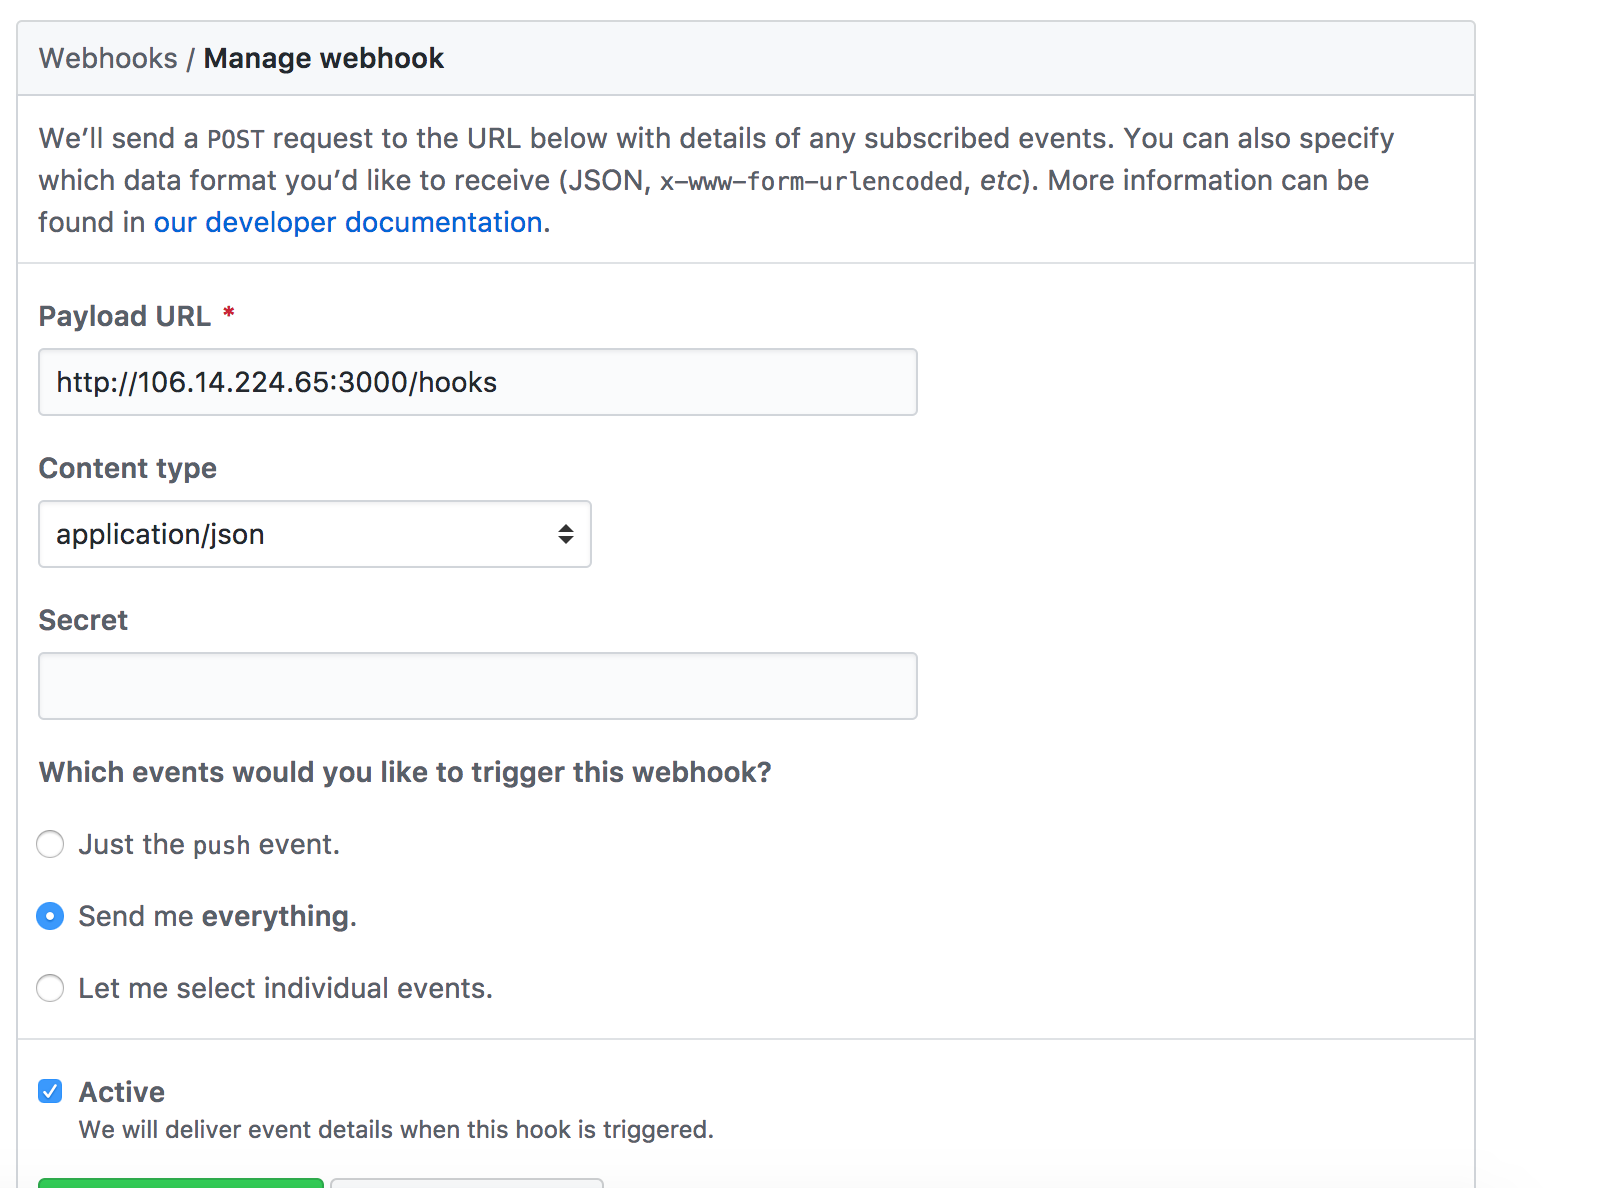 Webhooks / Manage webhook
We’ll send a POST request to the URL below with details of any subscribed events. You can also specify
which data format you’d like to receive (JSON, x-www-form-urlencoded, etc). More information can be
found in our developer documentation.
Payload URL *
http://106.14.224.65:3000/hooks
Content type
application/json
Secret
Which events would you like to trigger this webhook?
Just the push event.
Send me everything.
Let me select individual events.
Active
We will deliver event details when this hook is triggered.